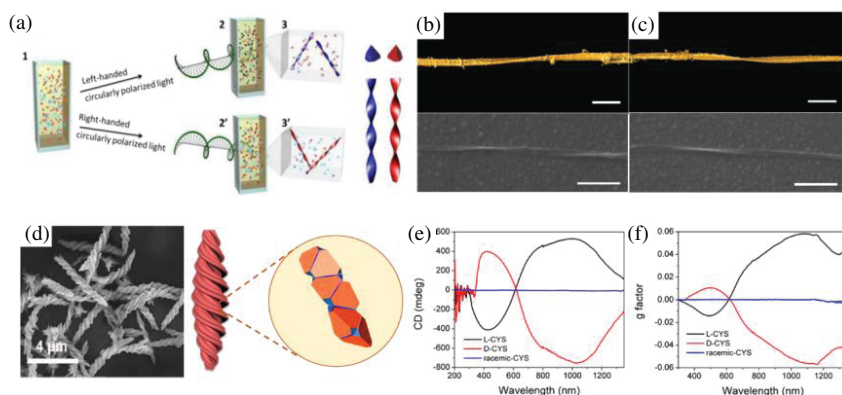 (a)
1
Left-handed
circularly polarized light
Right-handed
circularly polarized light
2
3
2'
3'
(b)
(c)
(d)
4 μm
(e)
CD (mdeg)
600
400
200
0
-200
-400
-600
-800
L-CYS
D-CYS
racemic-CYS
200 400 600 800 1000 1200
Wavelength (nm)
(f)
g factor
0.06
0.04
0.02
0.00
-0.02
-0.04
-0.06
L-CYS
D-CYS
racemic-CYS
400 600 800 1000 1200
Wavelength (nm)